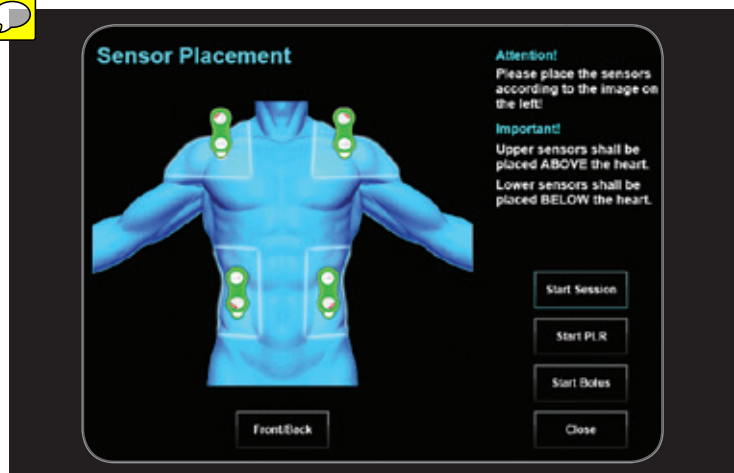 Sensor Placement
Attention!
Please place the sensors
according to the image on
the left!
Important!
Upper sensors shall be
placed ABOVE the heart.
Lower sensors shall be
placed BELOW the heart.
Start Session
Start PLR
Start Bolus
Front/Back
Close